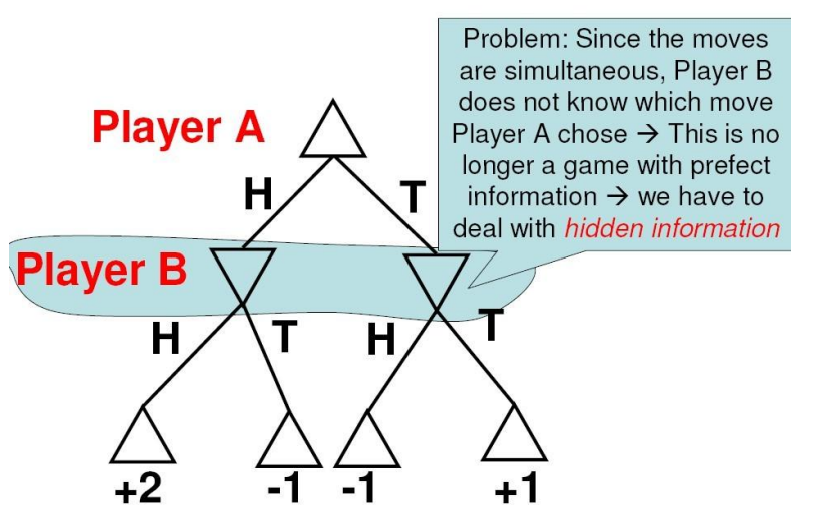 Problem: Since the moves
are simultaneous, Player B
does not know which move
Player A chose → This is no
longer a game with prefect
information → we have to
deal with hidden information
Player A
H T
Player B
H T H T
+2 -1 -1 +1